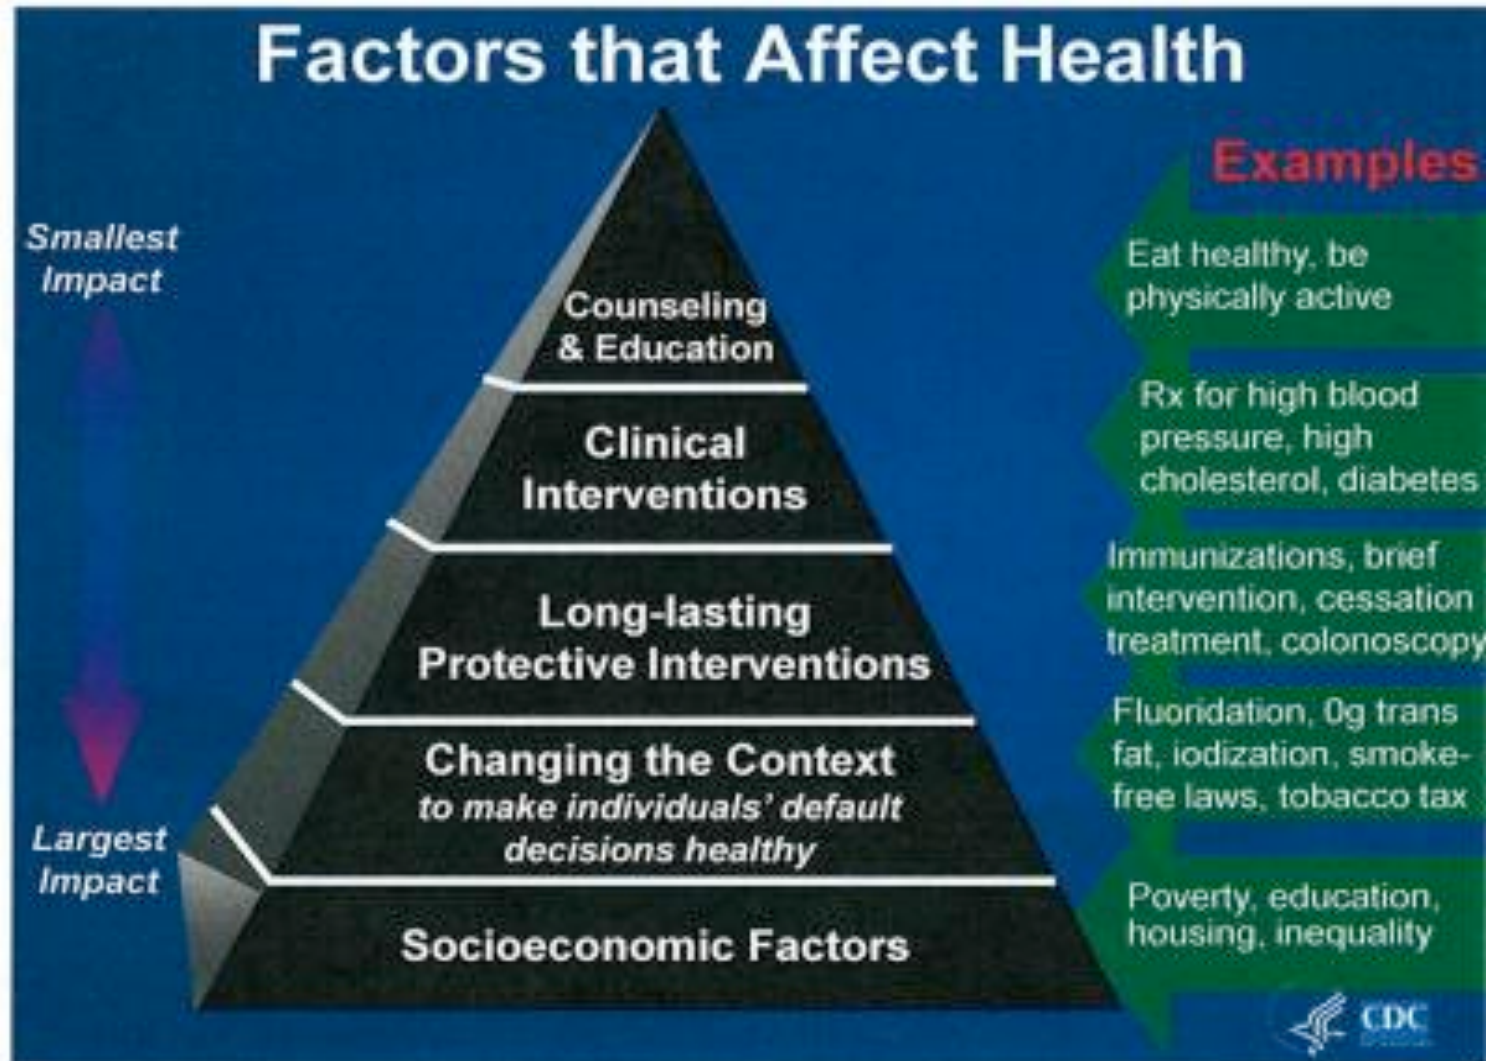 Factors that Affect Health
Smallest
Impact
Largest
Impact
Counseling
& Education
Clinical
Interventions
Long-lasting
Protective Interventions
Changing the Context
to make individuals' default
decisions healthy
Socioeconomic Factors
Examples
Eat healthy, be
physically active
Rx for high blood
pressure, high
cholesterol, diabetes
Immunizations, brief
intervention, cessation
treatment, colonoscopy
Fluoridation, 0g trans
fat, iodization, smoke-
free laws, tobacco tax
Poverty, education,
housing, inequality
CDC